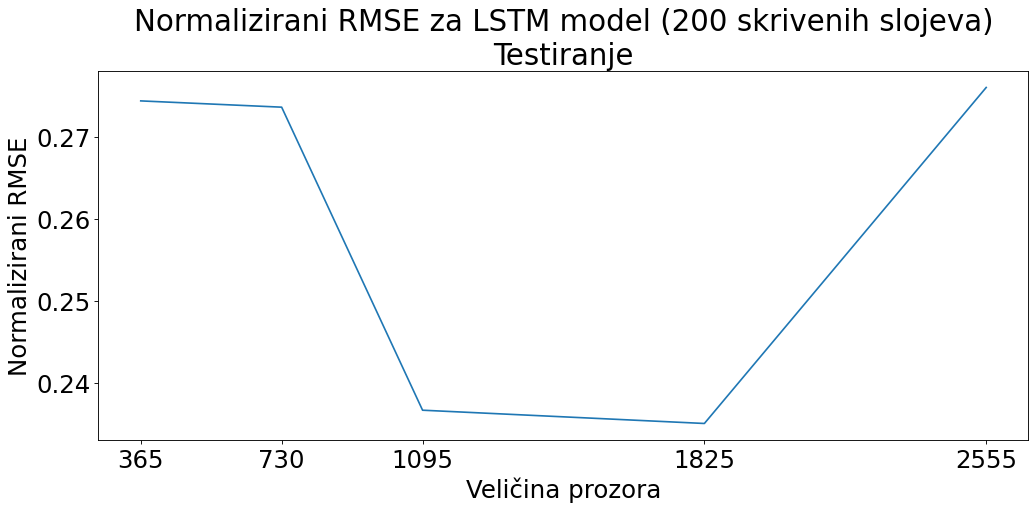 Normalizirani RMSE za LSTM model (200 skrivenih slojeva)
Testiranje
Normalizirani RMSE
0.27
0.26
0.25
0.24
365 730 1095 1825 2555
Veličina prozora